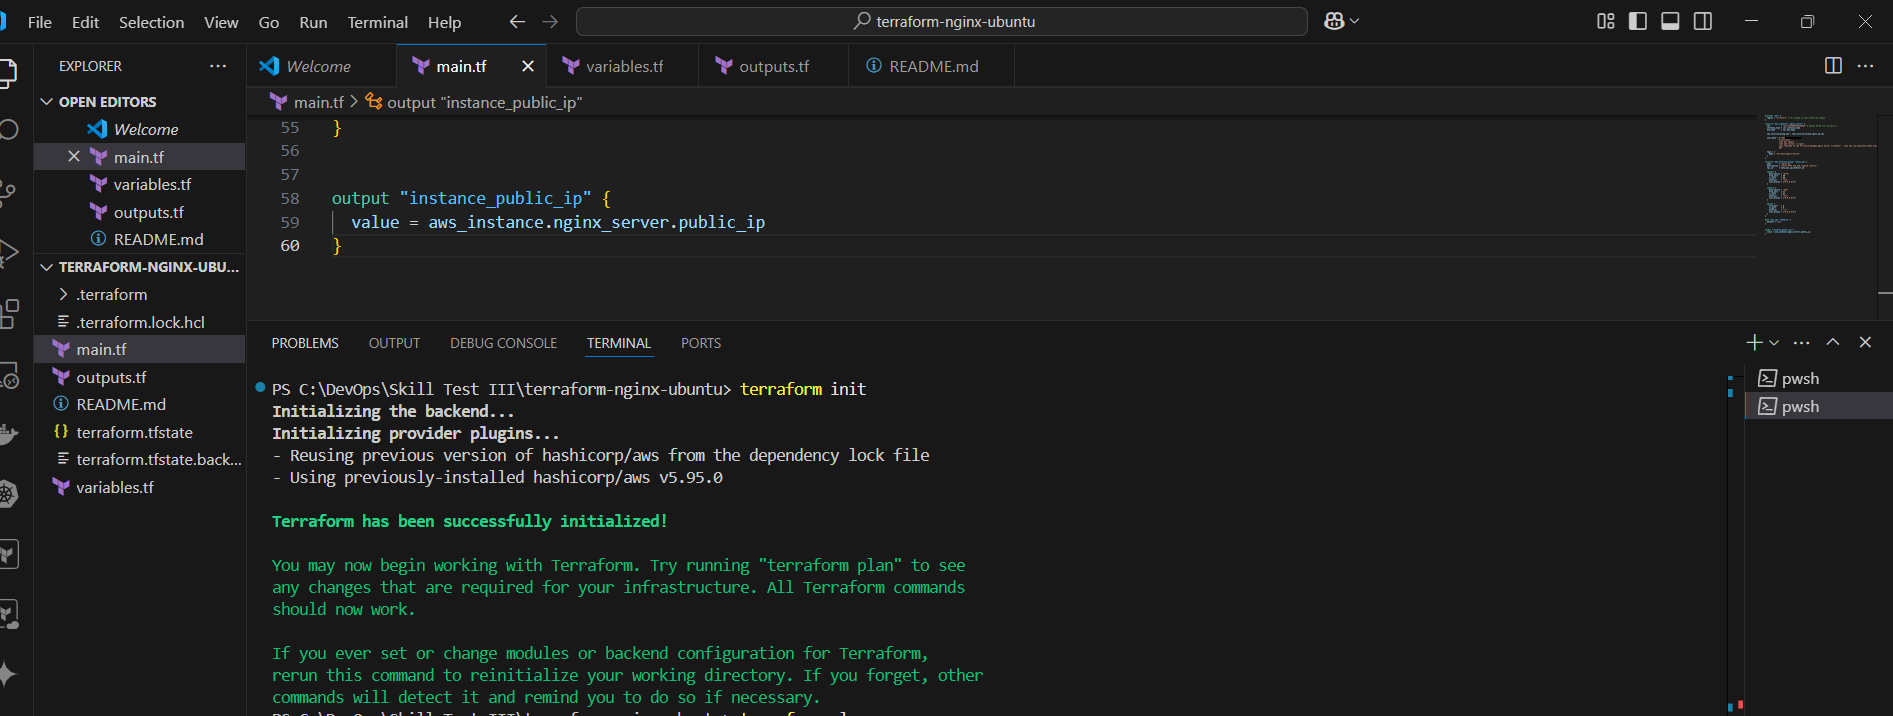 File Edit Selection View Go Run Terminal Help
terraform-nginx-ubuntu
EXPLORER
OPEN EDITORS
Welcome
main.tf
variables.tf
outputs.tf
README.md
TERRAFORM-NGINX-UBU...
.terraform
.terraform.lock.hcl
main.tf
outputs.tf
README.md
terraform.tfstate
terraform.tfstate.back...
variables.tf
Welcome main.tf variables.tf outputs.tf README.md
main.tf > output "instance_public_ip"
55 }
56
57
58 output "instance_public_ip" {
59 value = aws_instance.nginx_server.public_ip
60 }
PROBLEMS OUTPUT DEBUG CONSOLE TERMINAL PORTS
PS C:\DevOps\Skill Test III\terraform-nginx-ubuntu> terraform init
Initializing the backend...
Initializing provider plugins...
- Reusing previous version of hashicorp/aws from the dependency lock file
- Using previously-installed hashicorp/aws v5.95.0
Terraform has been successfully initialized!
You may now begin working with Terraform. Try running "terraform plan" to see
any changes that are required for your infrastructure. All Terraform commands
should now work.
If you ever set or change modules or backend configuration for Terraform,
rerun this command to reinitialize your working directory. If you forget, other
commands will detect it and remind you to do so if necessary.
pwsh
pwsh